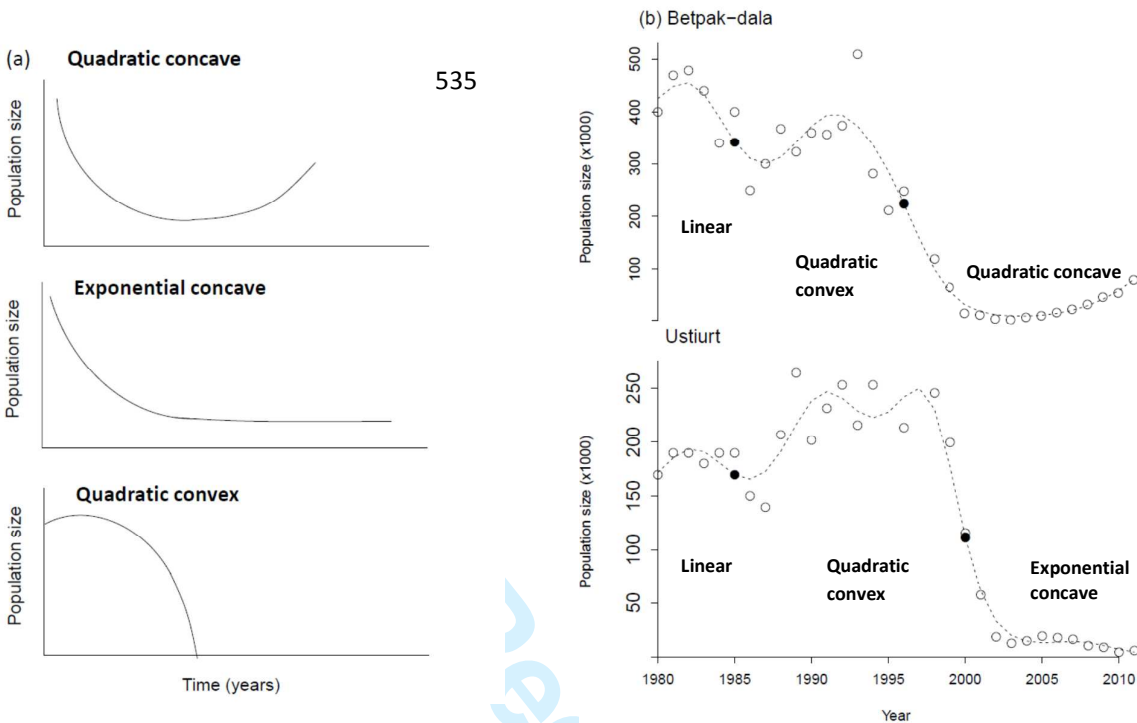 (a)
Quadratic concave
Population size
535
Exponential concave
Population size
Quadratic convex
Population size
Time (years)
(b) Betpak-dala
Population size (x1000)
500
400
300
200
100
Linear
Quadratic
convex
Quadratic concave
Ustiurt
Population size (x1000)
250
200
150
100
50
Linear
Quadratic
convex
Exponential
concave
1980 1985 1990 1995 2000 2005 2010
Year